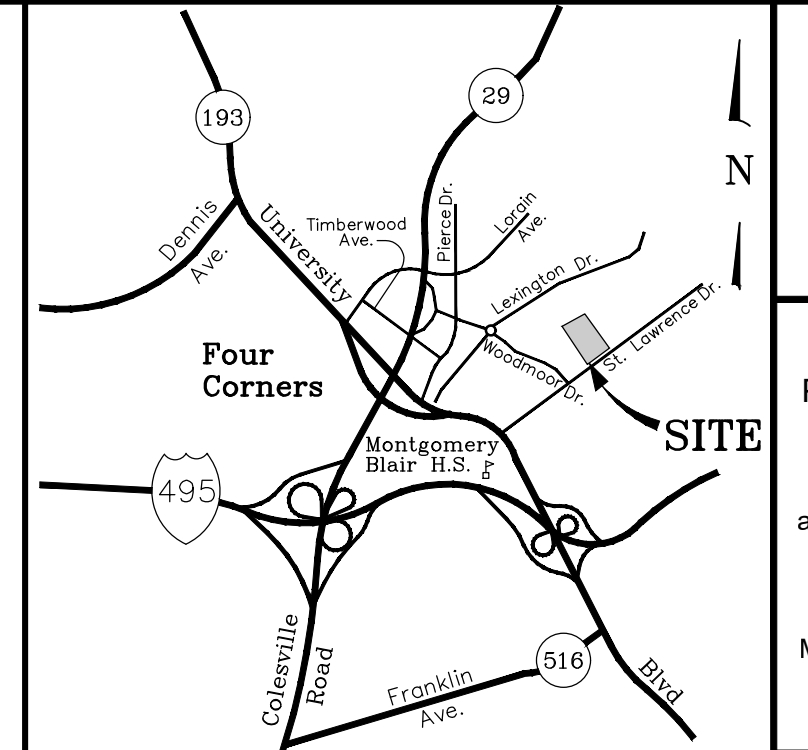 193
29
N
Dennis
Ave.
University
Timberwood
Ave.
Pierce Dr.
Lorain
Ave.
Lexington Dr.
Woodmoor Dr.
St. Lawrence Dr.
Four
Corners
SITE
Montgomery
Blair H.S.
495
Colesville
Road
Franklin
Ave.
516
Blvd